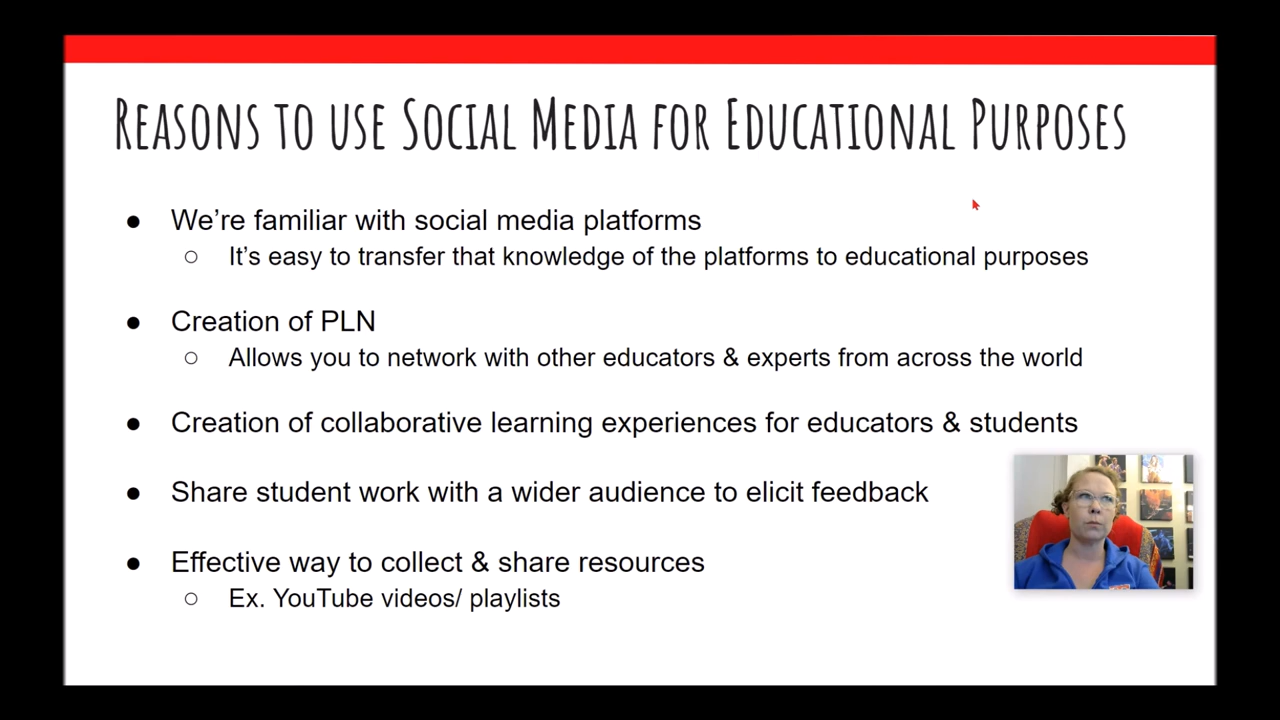 Reasons to use Social Media for Educational Purposes
● We're familiar with social media platforms
○ It's easy to transfer that knowledge of the platforms to educational purposes
● Creation of PLN
○ Allows you to network with other educators & experts from across the world
● Creation of collaborative learning experiences for educators & students
● Share student work with a wider audience to elicit feedback
● Effective way to collect & share resources
○ Ex. YouTube videos/ playlists